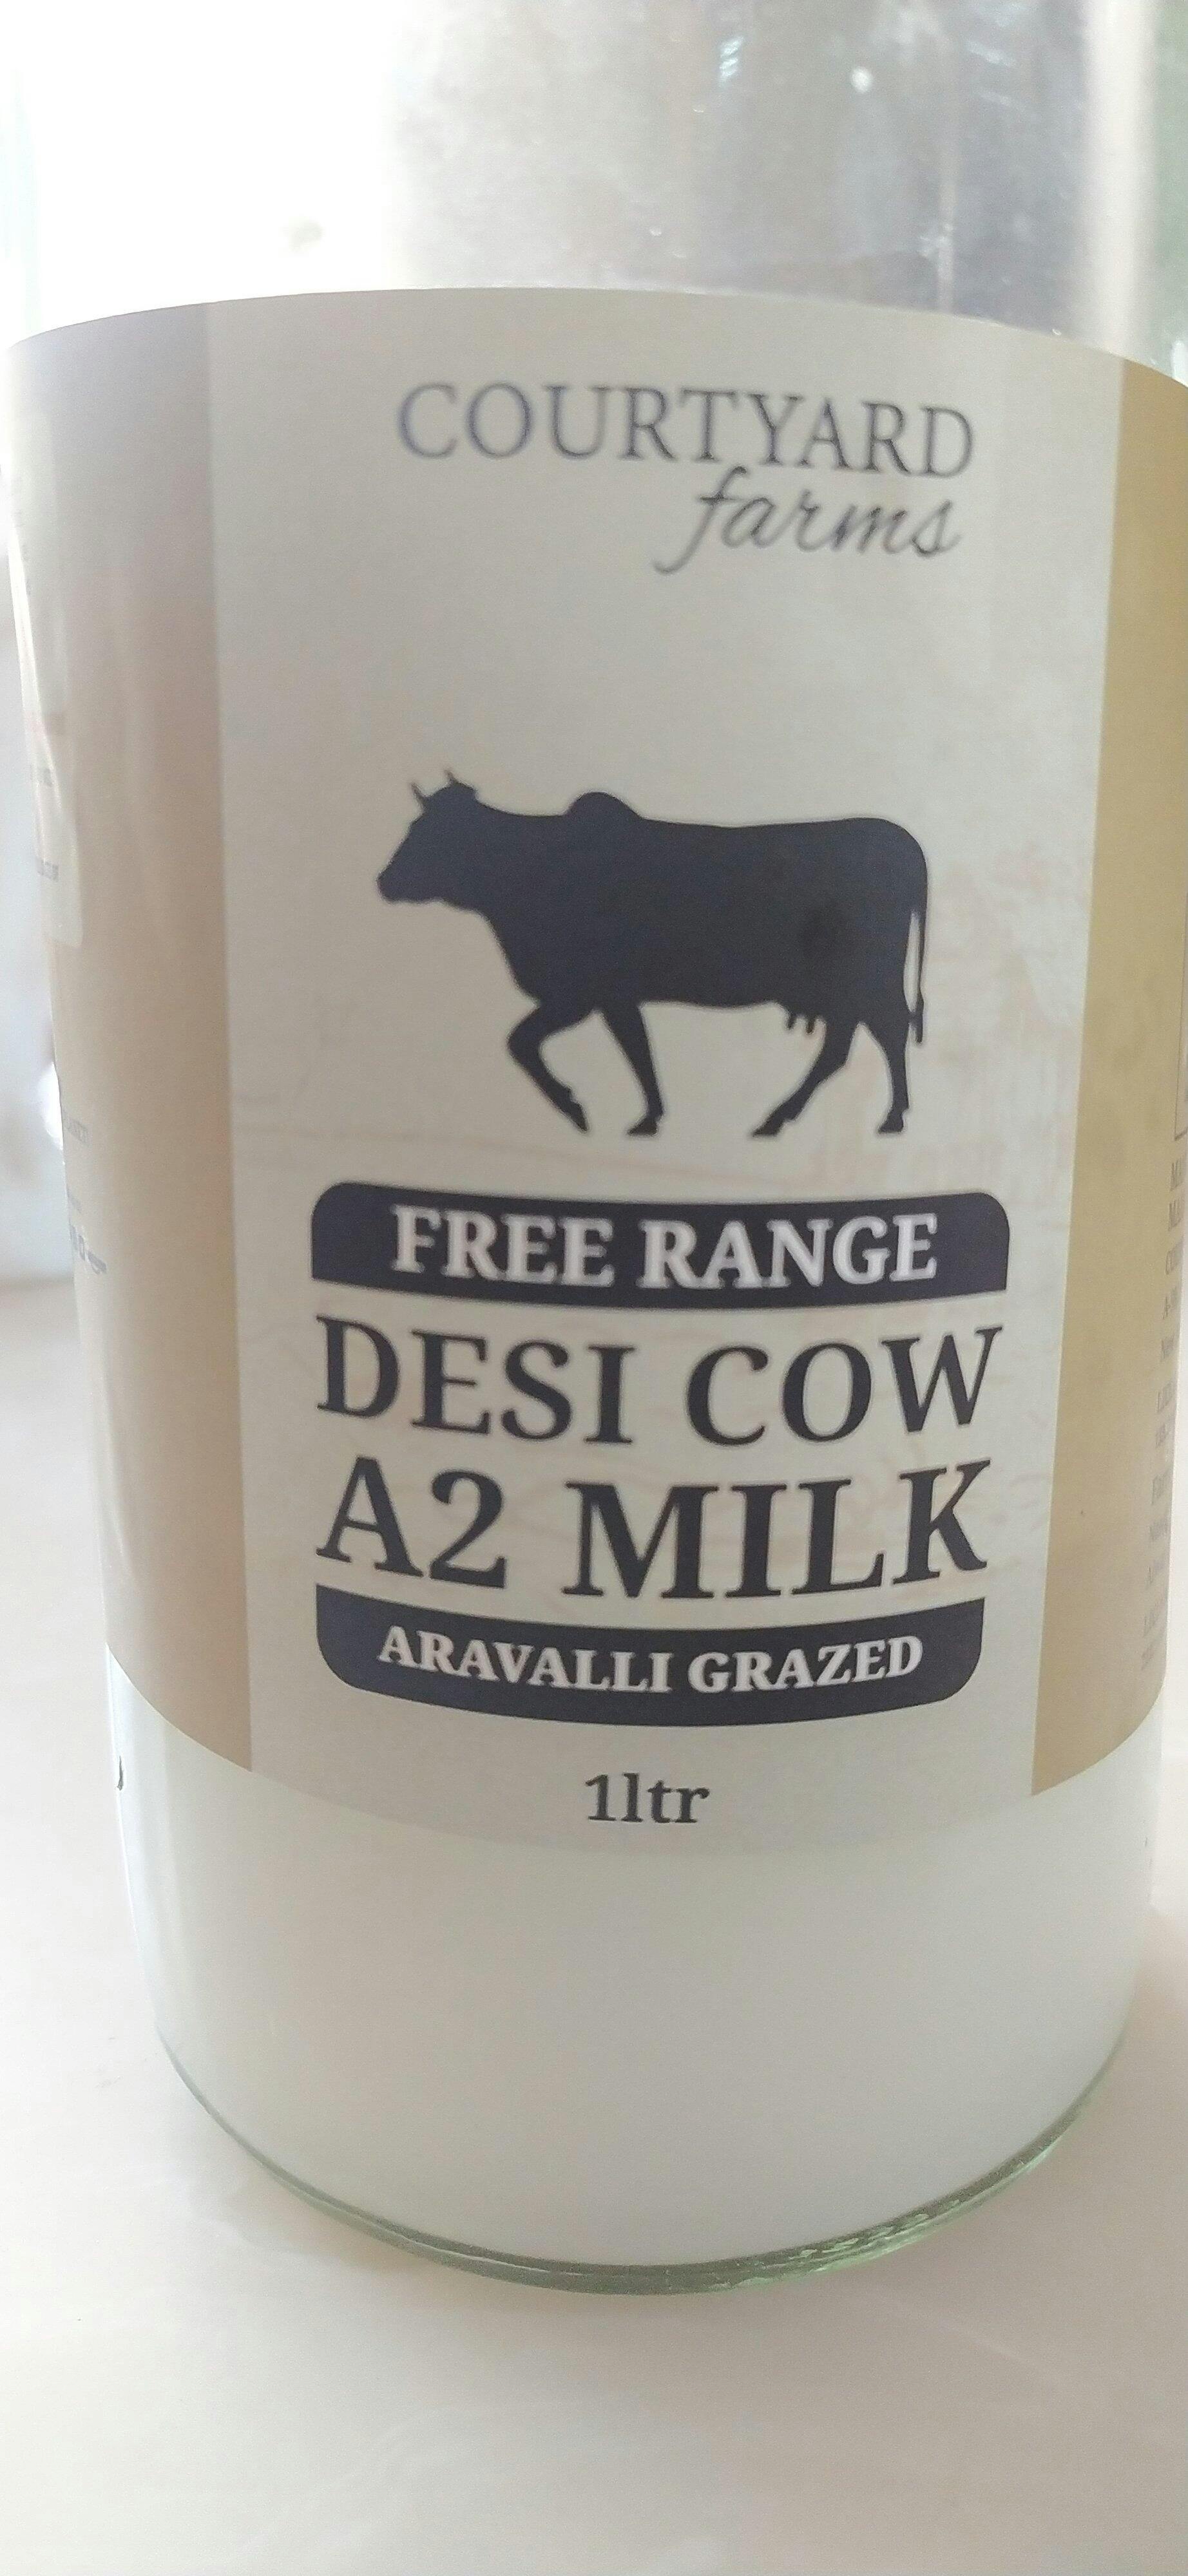 COURTYARD
farms
FREE RANGE
DESI COW
A2 MILK
ARAVALLI GRAZED
1ltr